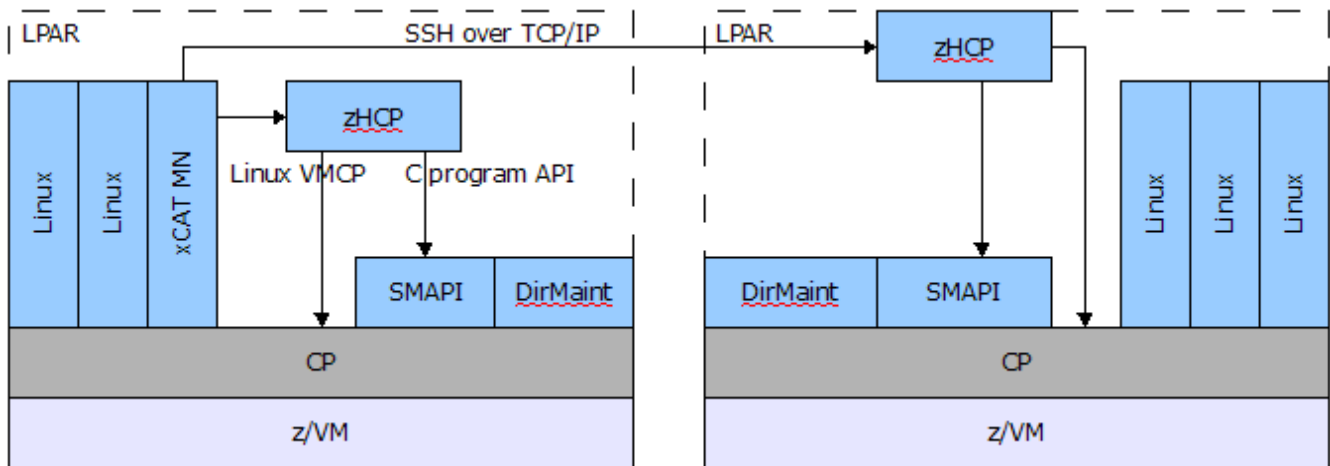 LPAR
SSH over TCP/IP
LPAR
zHCP
zHCP
Linux
Linux
xCAT MN
Linux VMCP
C program API
Linux
Linux
Linux
SMAPI
DirMaint
DirMaint
SMAPI
CP
CP
z/VM
z/VM